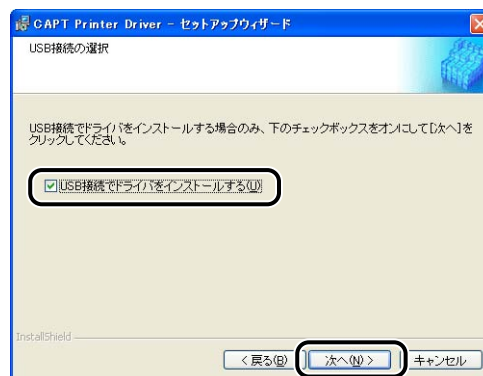 CAPT Printer Driver - セットアップウィザード
USB接続の選択
USB接続でドライバをインストールする場合のみ、下のチェックボックスをオンにして[次へ]を
クリックしてください。
USB接続でドライバをインストールする(U)
InstallShield
< 戻る(B)
次へ(N) >
キャンセル